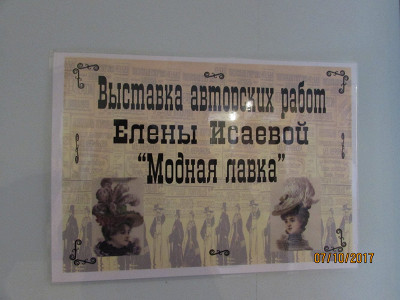 Выставка авторских работ
Елены Исаевой
"Модная лавка"
07/10/2017